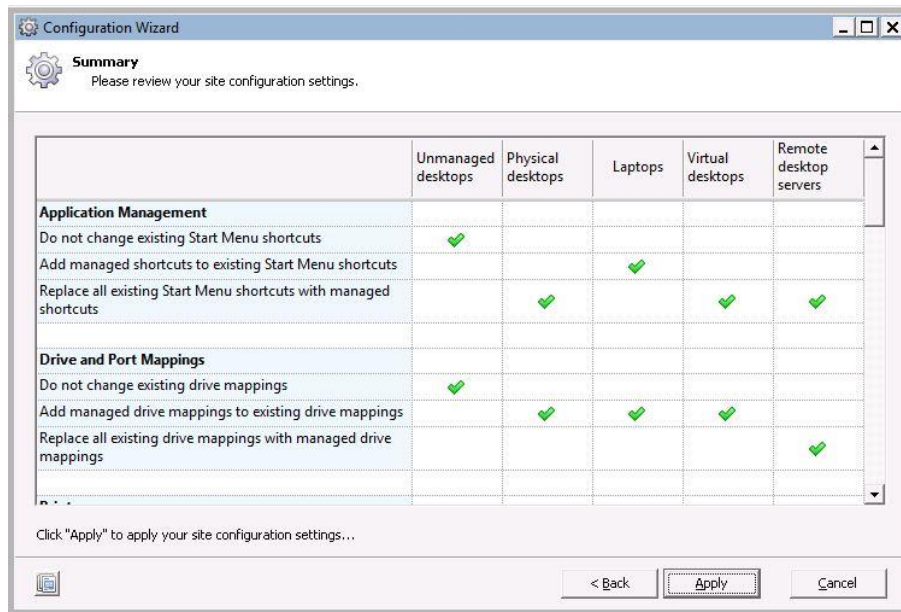 Configuration Wizard
Summary
Please review your site configuration settings.
Unmanaged desktops
Physical desktops
Laptops
Virtual desktops
Remote desktop servers
Application Management
Do not change existing Start Menu shortcuts
Add managed shortcuts to existing Start Menu shortcuts
Replace all existing Start Menu shortcuts with managed
shortcuts
Drive and Port Mappings
Do not change existing drive mappings
Add managed drive mappings to existing drive mappings
Replace all existing drive mappings with managed drive
mappings
Click "Apply" to apply your site configuration settings...
< Back
Apply
Cancel